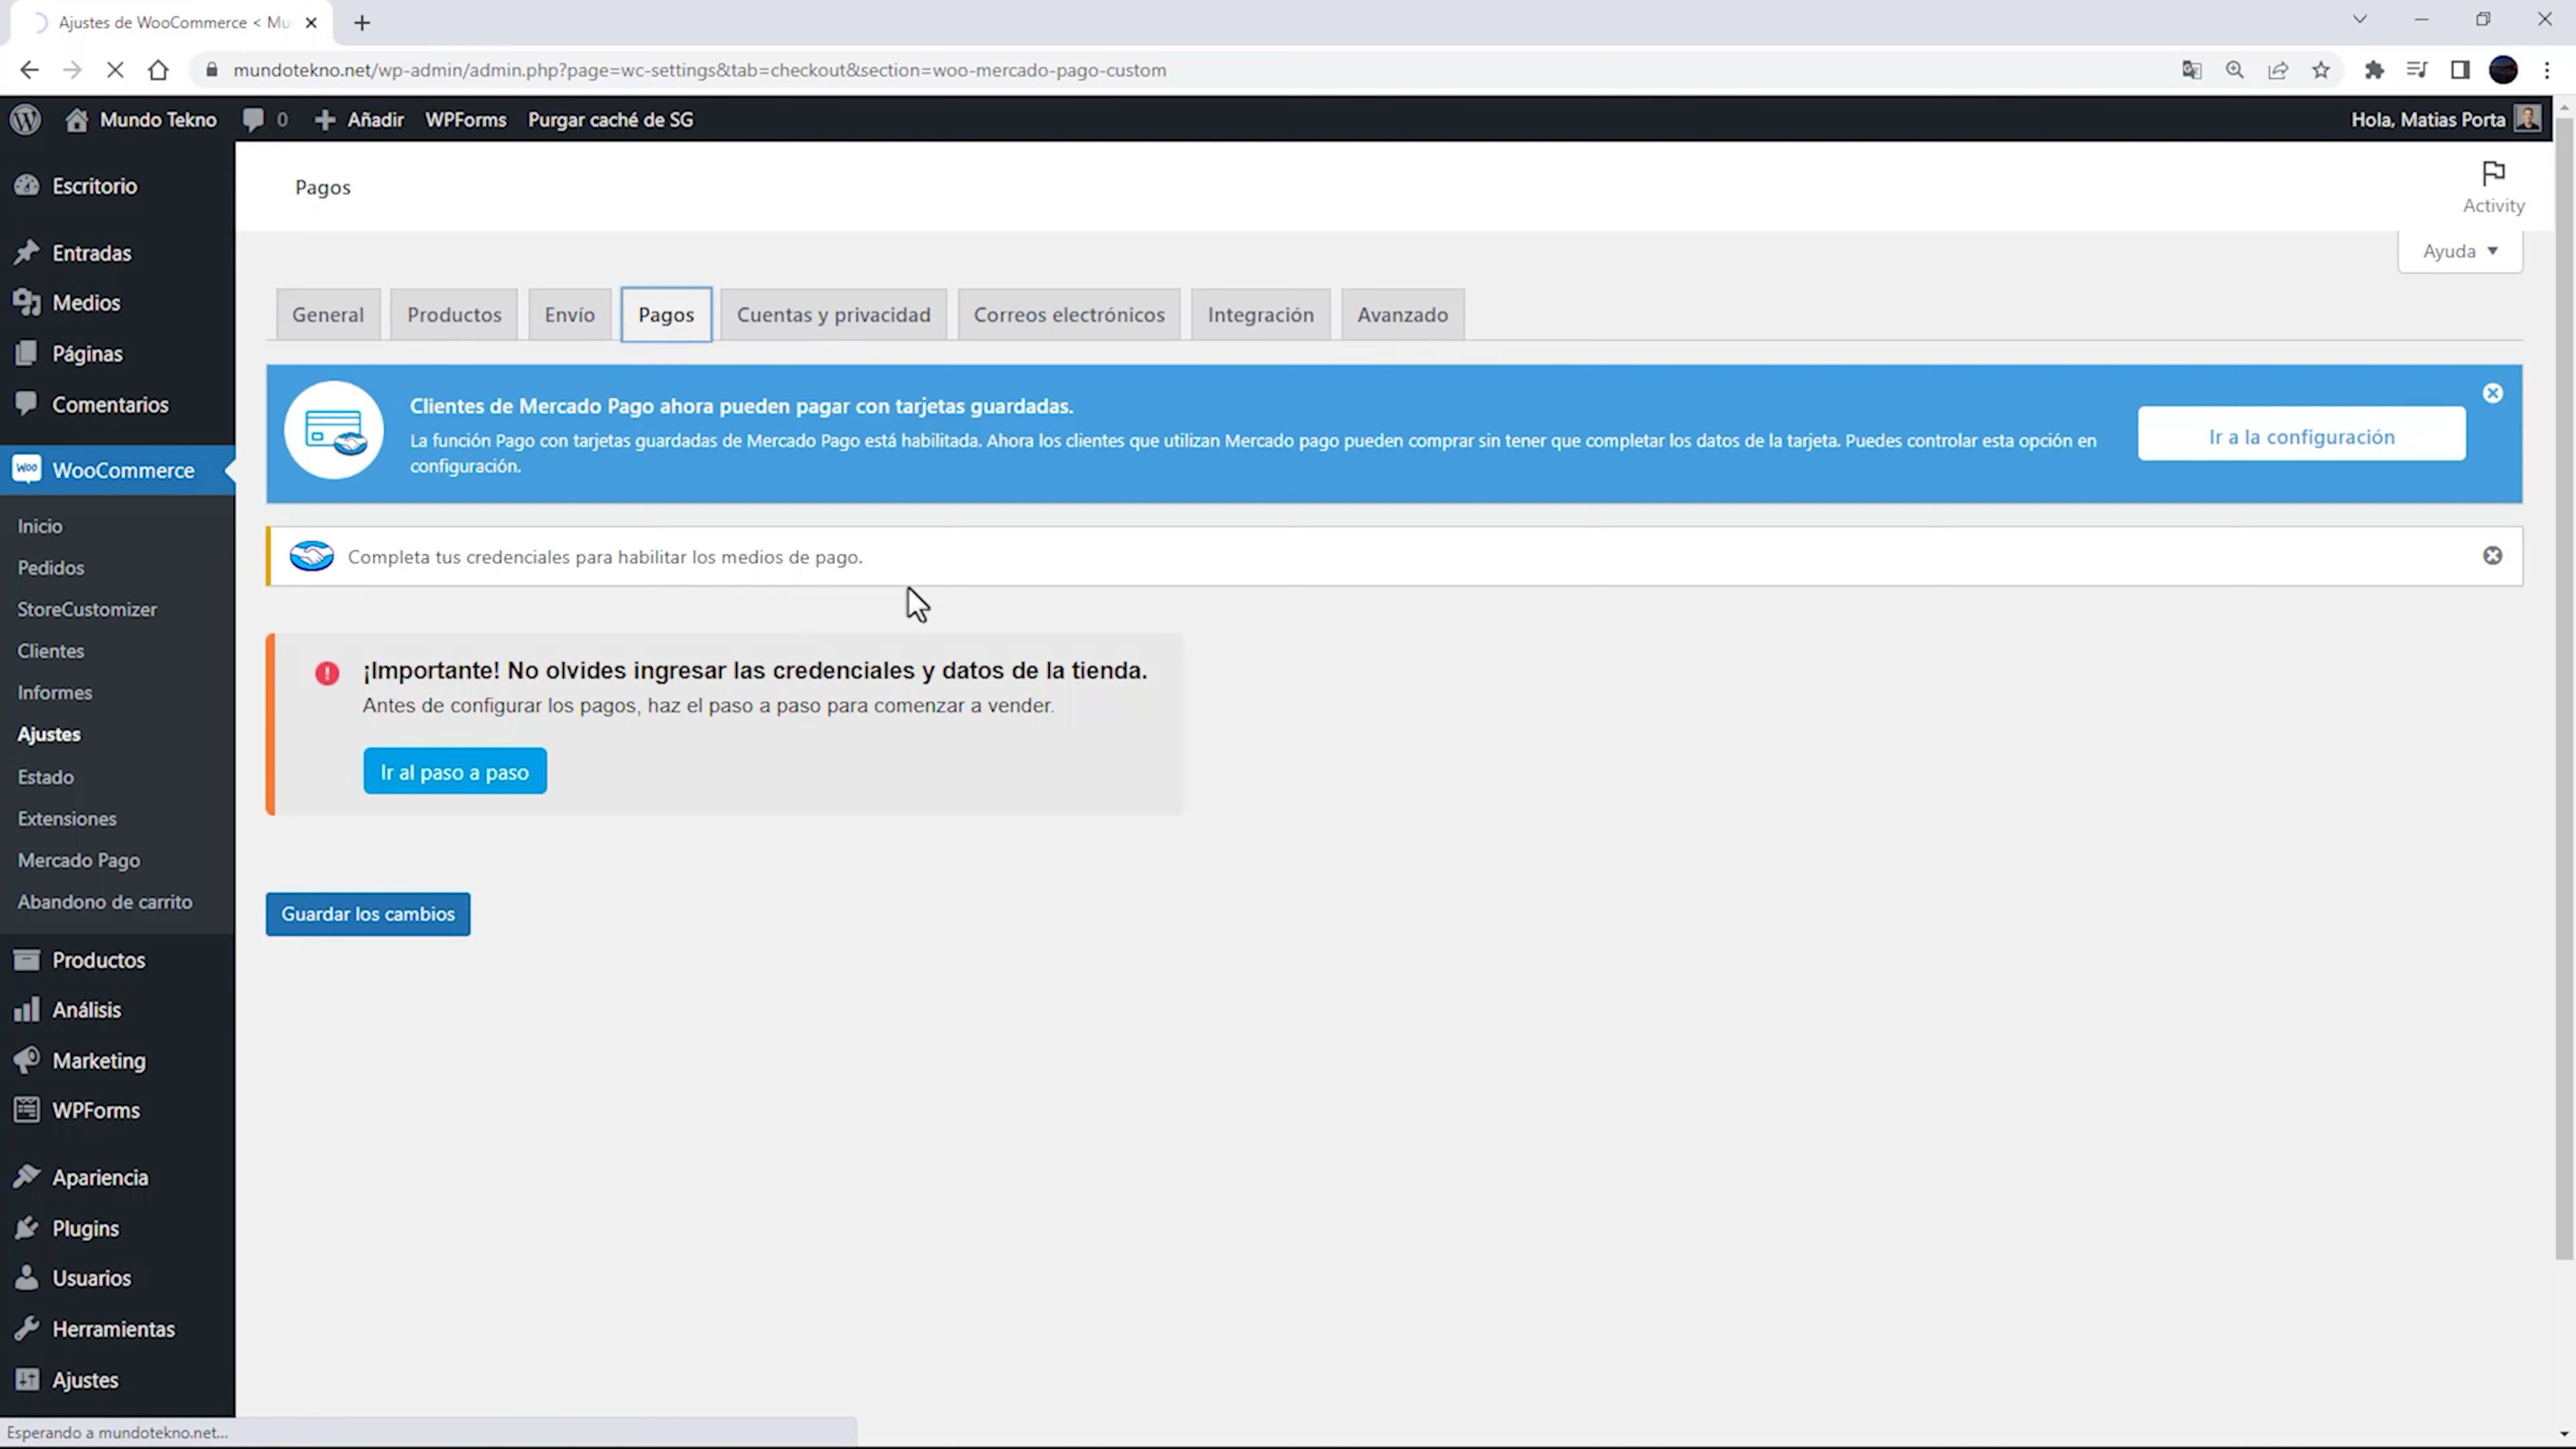 Ajustes de WooCommerce < Mu
mundotekno.net/wp-admin/admin.php?page=wc-settings&tab=checkout&section=woo-mercado-pago-custom
Mundo Tekno
0
Añadir
WPForms
Purgar caché de SG
Hola, Matias Porta
Escritorio
Entradas
Medios
Páginas
Comentarios
Woo
WooCommerce
Inicio
Pedidos
StoreCustomizer
Clientes
Informes
Ajustes
Estado
Extensiones
Mercado Pago
Abandono de carrito
Productos
Análisis
Marketing
WPForms
Apariencia
Plugins
Usuarios
Herramientas
Ajustes
Pagos
Activity
Ayuda
General
Productos
Envío
Pagos
Cuentas y privacidad
Correos electrónicos
Integración
Avanzado
Clientes de Mercado Pago ahora pueden pagar con tarjetas guardadas.
La función Pago con tarjetas guardadas de Mercado Pago está habilitada. Ahora los clientes que utilizan Mercado pago pueden comprar sin tener que completar los datos de la tarjeta. Puedes controlar esta opción en
configuración.
Ir a la configuración
Completa tus credenciales para habilitar los medios de pago.
¡Importante! No olvides ingresar las credenciales y datos de la tienda.
Antes de configurar los pagos, haz el paso a paso para comenzar a vender.
Ir al paso a paso
Guardar los cambios
Esperando a mundotekno.net...